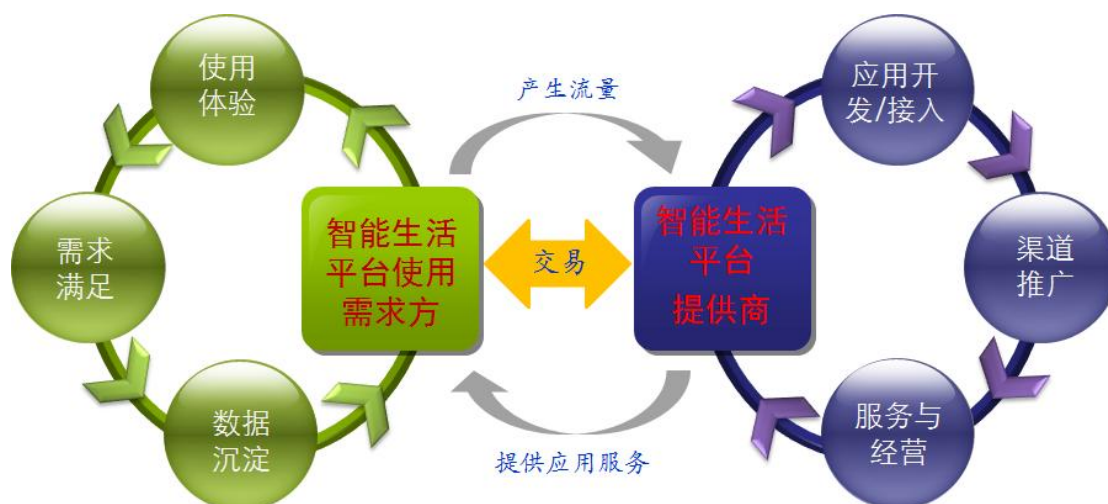 使用
体验
需求
满足
数据
沉淀
智能生活
平台使用
需求方
产生流量
交易
提供应用服务
智能生活
平台
提供商
应用开
发/接入
渠道
推广
服务与
经营